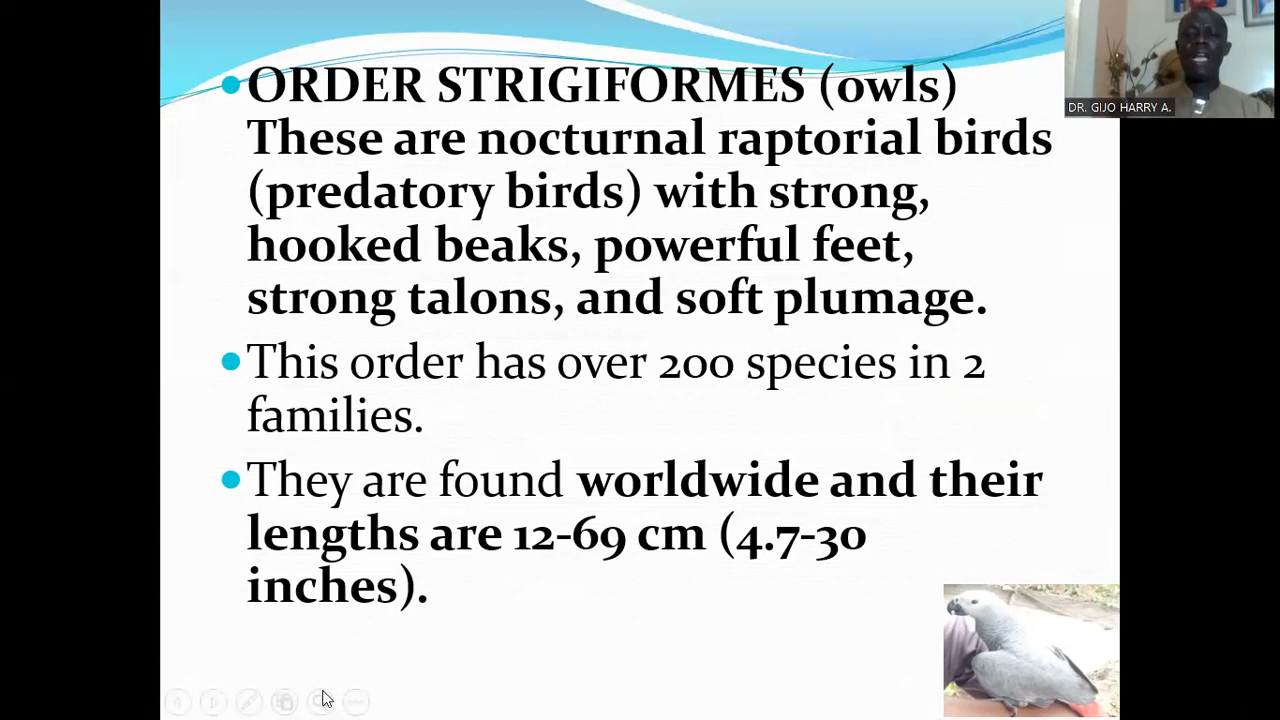 ORDER STRIGIFORMES (owls)
These are nocturnal raptorial birds
(predatory birds) with strong,
hooked beaks, powerful feet,
strong talons, and soft plumage.
This order has over 200 species in 2
families.
They are found worldwide and their
lengths are 12-69 cm (4.7-30
inches).
DR. GIJO HARRY A.